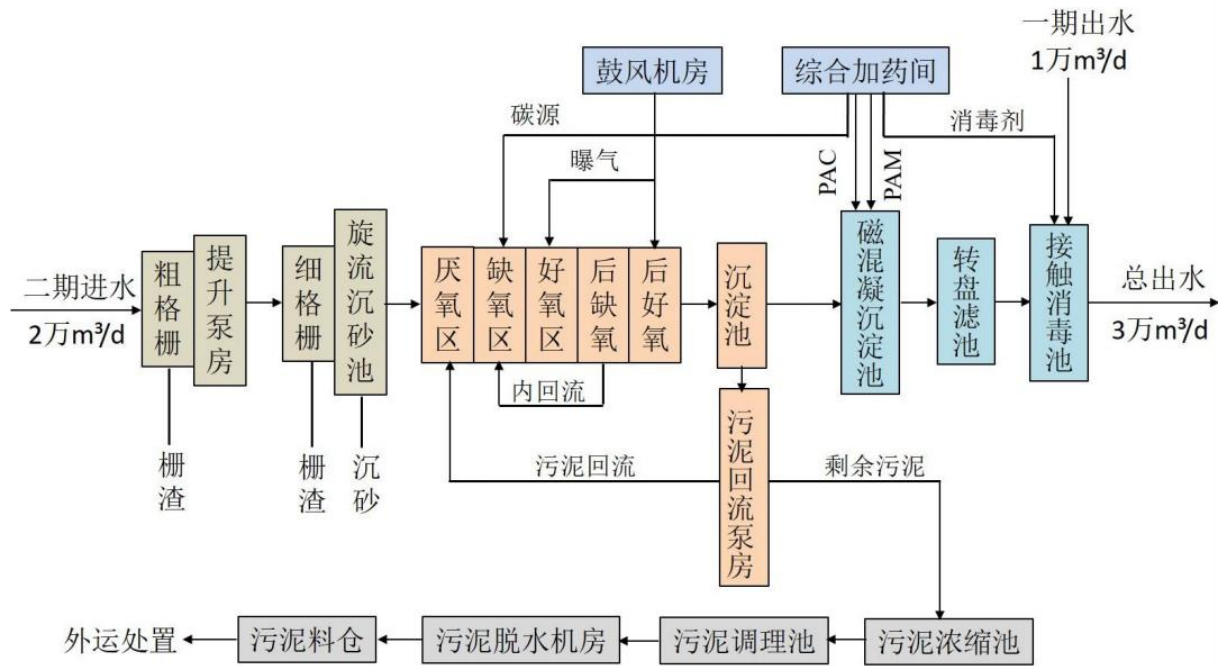 一期出水
1万m³/d
鼓风机房
综合加药间
碳源
消毒剂
曝气
PAC
PAM
二期进水
2万m³/d
粗格栅
提升泵房
细格栅
旋流沉砂池
厌氧区
缺氧区
好氧区
后缺氧
后好氧
沉淀池
磁混凝沉淀池
转盘滤池
接触消毒池
总出水
3万m³/d
内回流
栅渣
栅渣
沉砂
污泥回流
污泥回流泵房
剩余污泥
外运处置
污泥料仓
污泥脱水机房
污泥调理池
污泥浓缩池